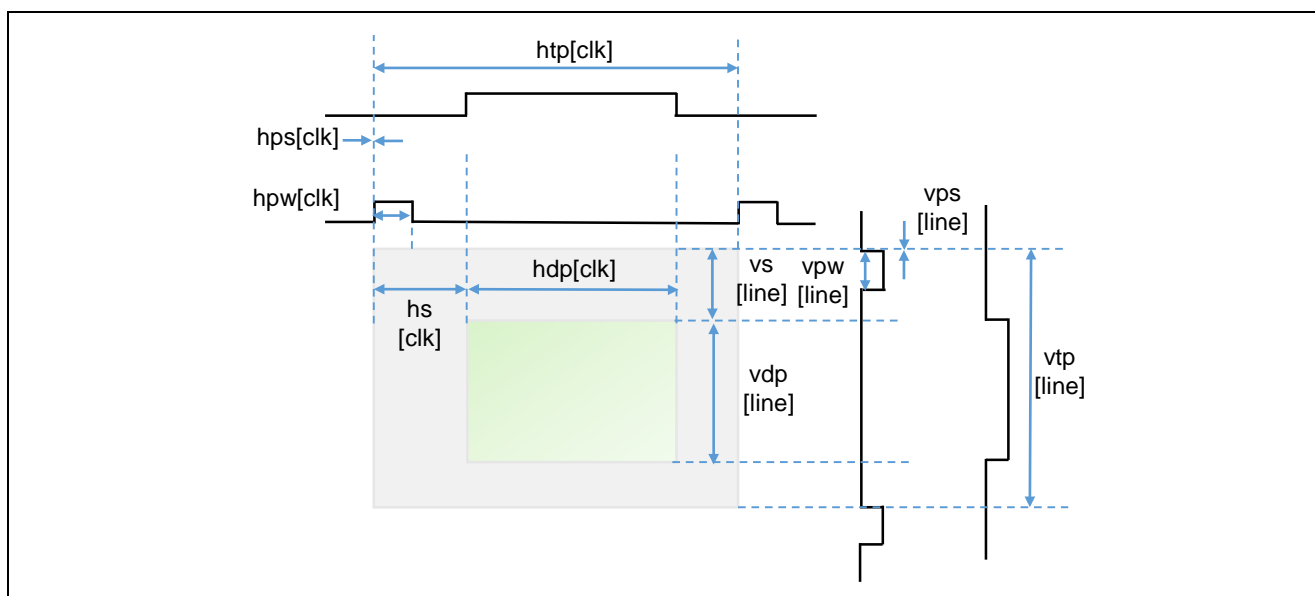 htp[clk]
hps[clk]
hpw[clk]
vps
[line]
hdp[clk]
vs
[line]
vpw
[line]
hs
[clk]
vdp
[line]
vtp
[line]